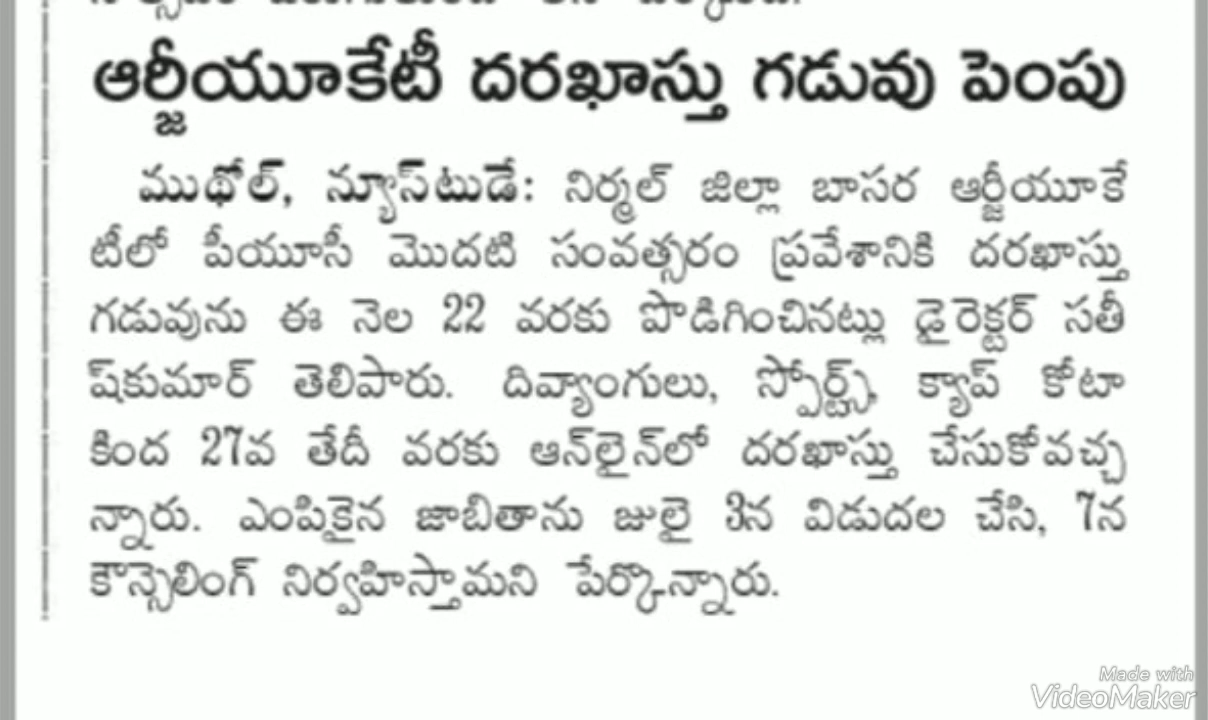 ఆర్జీయూకేటీ దరఖాస్తు గడువు పెంపు
ముథోల్, న్యూస్‌టుడే: నిర్మల్ జిల్లా బాసర ఆర్జీయూకే
టీలో పీయూసీ మొదటి సంవత్సరం ప్రవేశానికి దరఖాస్తు
గడువును ఈ నెల 22 వరకు పొడిగించినట్లు డైరెక్టర్ సతీ
ష్‌కుమార్ తెలిపారు. దివ్యాంగులు, స్పోర్ట్స్, క్యాప్ కోటా
కింద 27వ తేదీ వరకు ఆన్‌లైన్‌లో దరఖాస్తు చేసుకోవచ్చ
న్నారు. ఎంపికైన జాబితాను జులై 3న విడుదల చేసి, 7న
కౌన్సెలింగ్ నిర్వహిస్తామని పేర్కొన్నారు.
Made with
VideoMaker